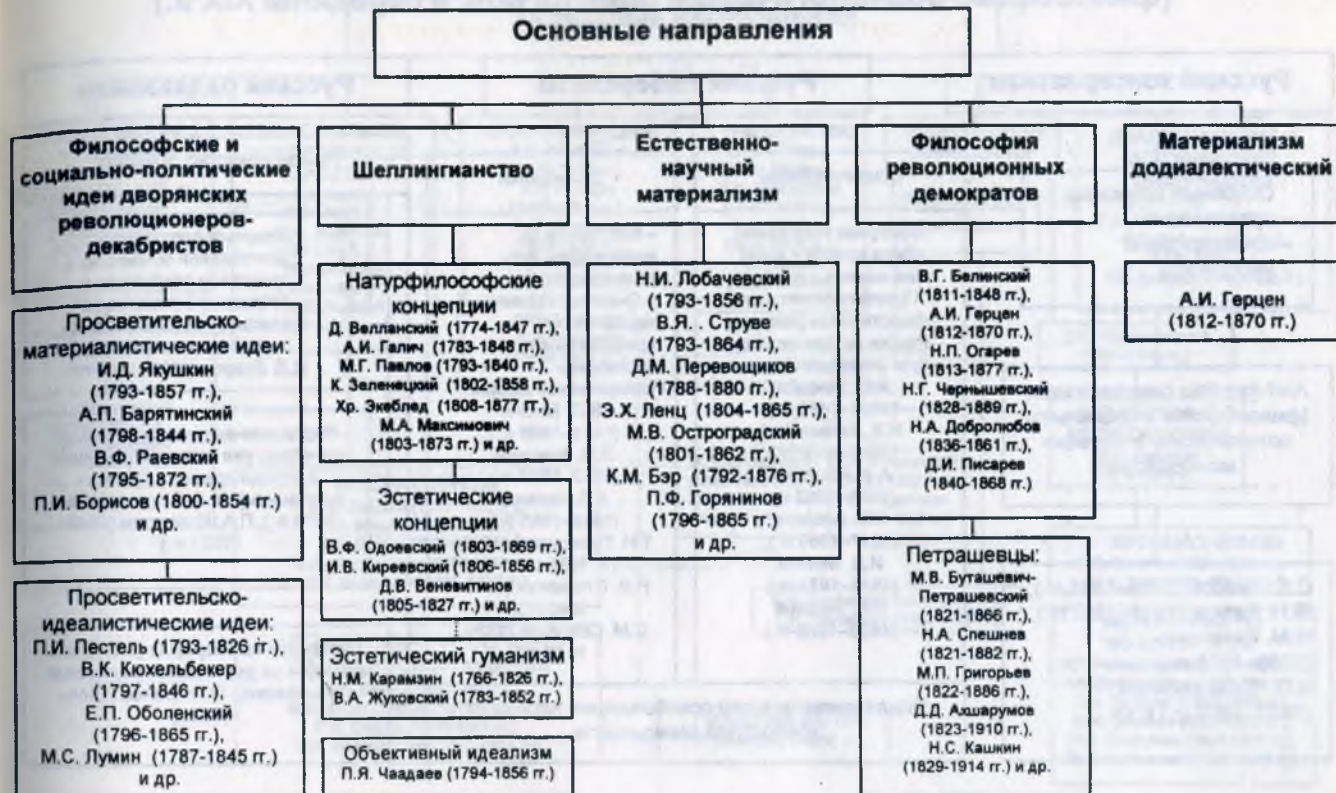 Основные направления
Философские и
социально-политические
идеи дворянских
революционеров-
декабристов
Просветительско-
материалистические идеи:
И.Д. Якушкин
(1793-1857 гг.),
А.П. Барятинский
(1798-1844 гг.),
В.Ф. Раевский
(1795-1872 гг.),
П.И. Борисов (1800-1854 гг.)
и др.
Просветительско-
идеалистические идеи:
П.И. Пестель (1793-1826 гг.),
В.К. Кюхельбекер
(1797-1846 гг.),
Е.П. Оболенский
(1796-1865 гг.),
М.С. Лумин (1787-1845 гг.)
и др.
Шеллингианство
Натурфилософские
концепции
Д. Велланский (1774-1847 гг.),
А.И. Галич (1783-1848 гг.),
М.Г. Павлов (1793-1840 гг.),
К. Зеленецкий (1802-1858 гг.),
Хр. Экеблед (1808-1877 гг.),
М.А. Максимович
(1803-1873 гг.) и др.
Эстетические
концепции
В.Ф. Одоевский (1803-1869 гг.),
И.В. Киреевский (1806-1856 гг.),
Д.В. Веневитинов
(1805-1827 гг.) и др.
Эстетический гуманизм
Н.М. Карамзин (1766-1826 гг.),
В.А. Жуковский (1783-1852 гг.)
Объективный идеализм
П.Я. Чаадаев (1794-1856 гг.)
Естественно-
научный
материализм
Н.И. Лобачевский
(1793-1856 гг.),
В.Я. . Струве
(1793-1864 гг.),
Д.М. Перевощиков
(1788-1880 гг.),
Э.Х. Ленц (1804-1865 гг.),
М.В. Остроградский
(1801-1862 гг.),
К.М. Бэр (1792-1876 гг.),
П.Ф. Горянинов
(1796-1865 гг.)
и др.
Философия
революционных
демократов
В.Г. Белинский
(1811-1848 гг.),
А.И. Герцен
(1812-1870 гг.),
Н.П. Огарев
(1813-1877 гг.),
Н.Г. Чернышевский
(1828-1889 гг.),
Н.А. Добролюбов
(1836-1861 гг.),
Д.И. Писарев
(1840-1868 гг.)
Петрашевцы:
М.В. Буташевич-
Петрашевский
(1821-1866 гг.),
Н.А. Спешнев
(1821-1882 гг.),
М.П. Григорьев
(1822-1886 гг.),
Д.Д. Ахшарумов
(1823-1910 гг.),
Н.С. Кашкин
(1829-1914 гг.) и др.
Материализм
додиалектический
А.И. Герцен
(1812-1870 гг.)